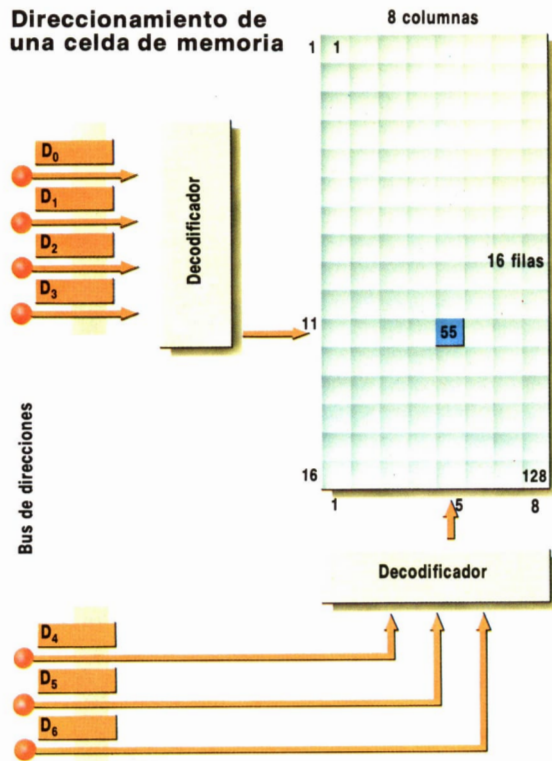 Direccionamiento de
una celda de memoria
8 columnas
1 1
D₀
D₁
D₂
D₃
Decodificador
16 filas
11
55
16
128
1 5 8
Bus de direcciones
Decodificador
D₄
D₅
D₆